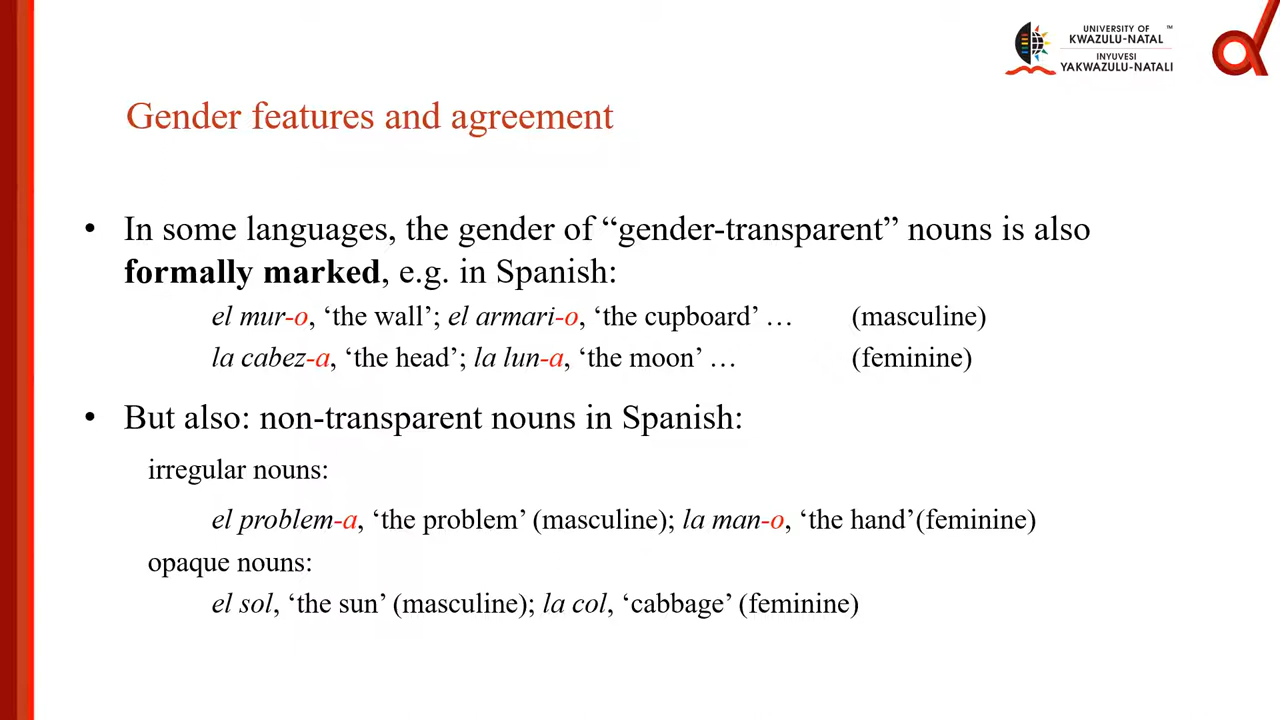 UNIVERSITY OF ™
KWAZULU-NATAL
INYUVESI
YAKWAZULU-NATALI
Gender features and agreement
• In some languages, the gender of “gender-transparent” nouns is also
formally marked, e.g. in Spanish:
el mur-o, ‘the wall’; el armari-o, ‘the cupboard’ … (masculine)
la cabez-a, ‘the head’; la lun-a, ‘the moon’ … (feminine)
• But also: non-transparent nouns in Spanish:
irregular nouns:
el problem-a, ‘the problem’ (masculine); la man-o, ‘the hand’(feminine)
opaque nouns:
el sol, ‘the sun’ (masculine); la col, ‘cabbage’ (feminine)